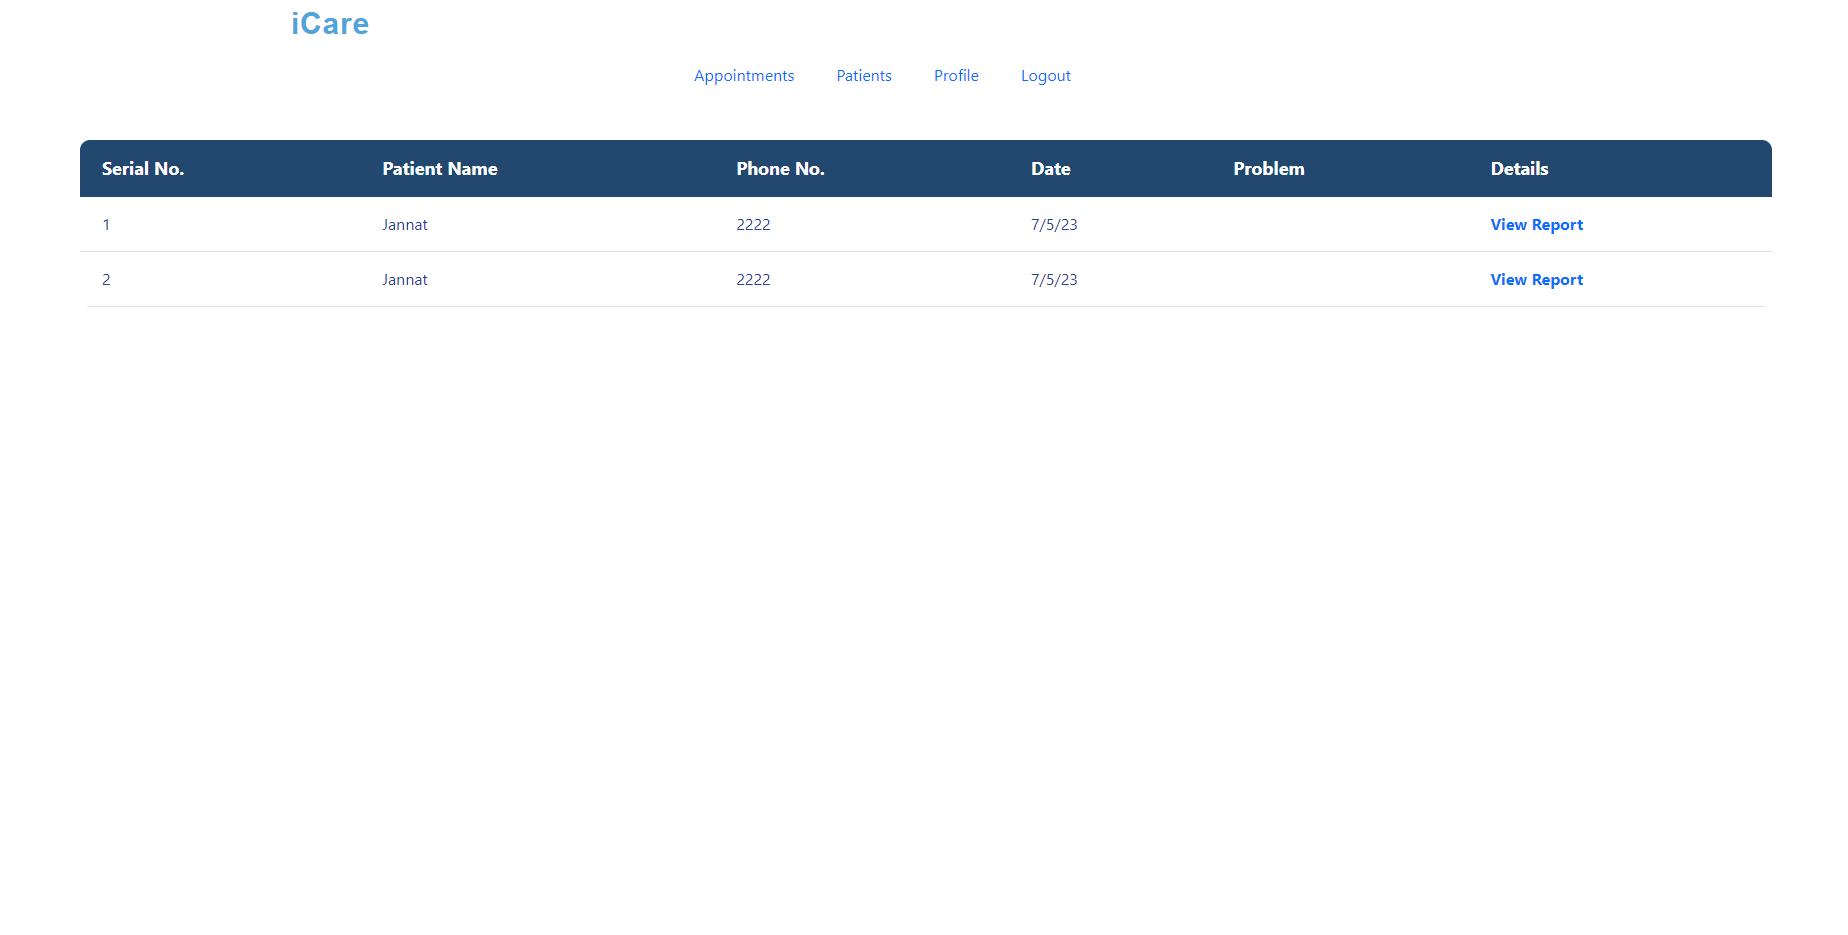 iCare
Appointments Patients Profile Logout
Serial No. Patient Name Phone No. Date Problem Details
1 Jannat 2222 7/5/23 View Report
2 Jannat 2222 7/5/23 View Report